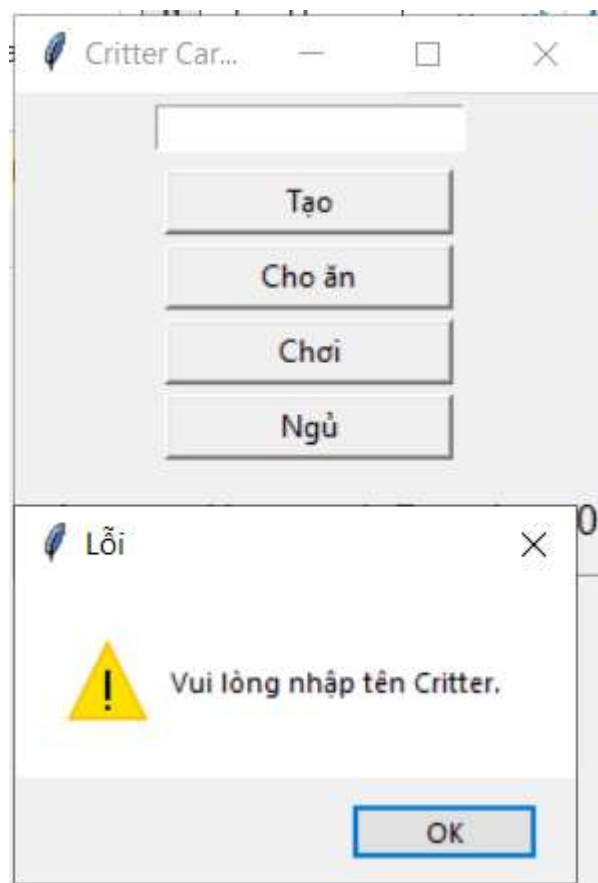 Critter Car...
Tạo
Cho ăn
Chơi
Ngủ
Lỗi
Vui lòng nhập tên Critter.
OK